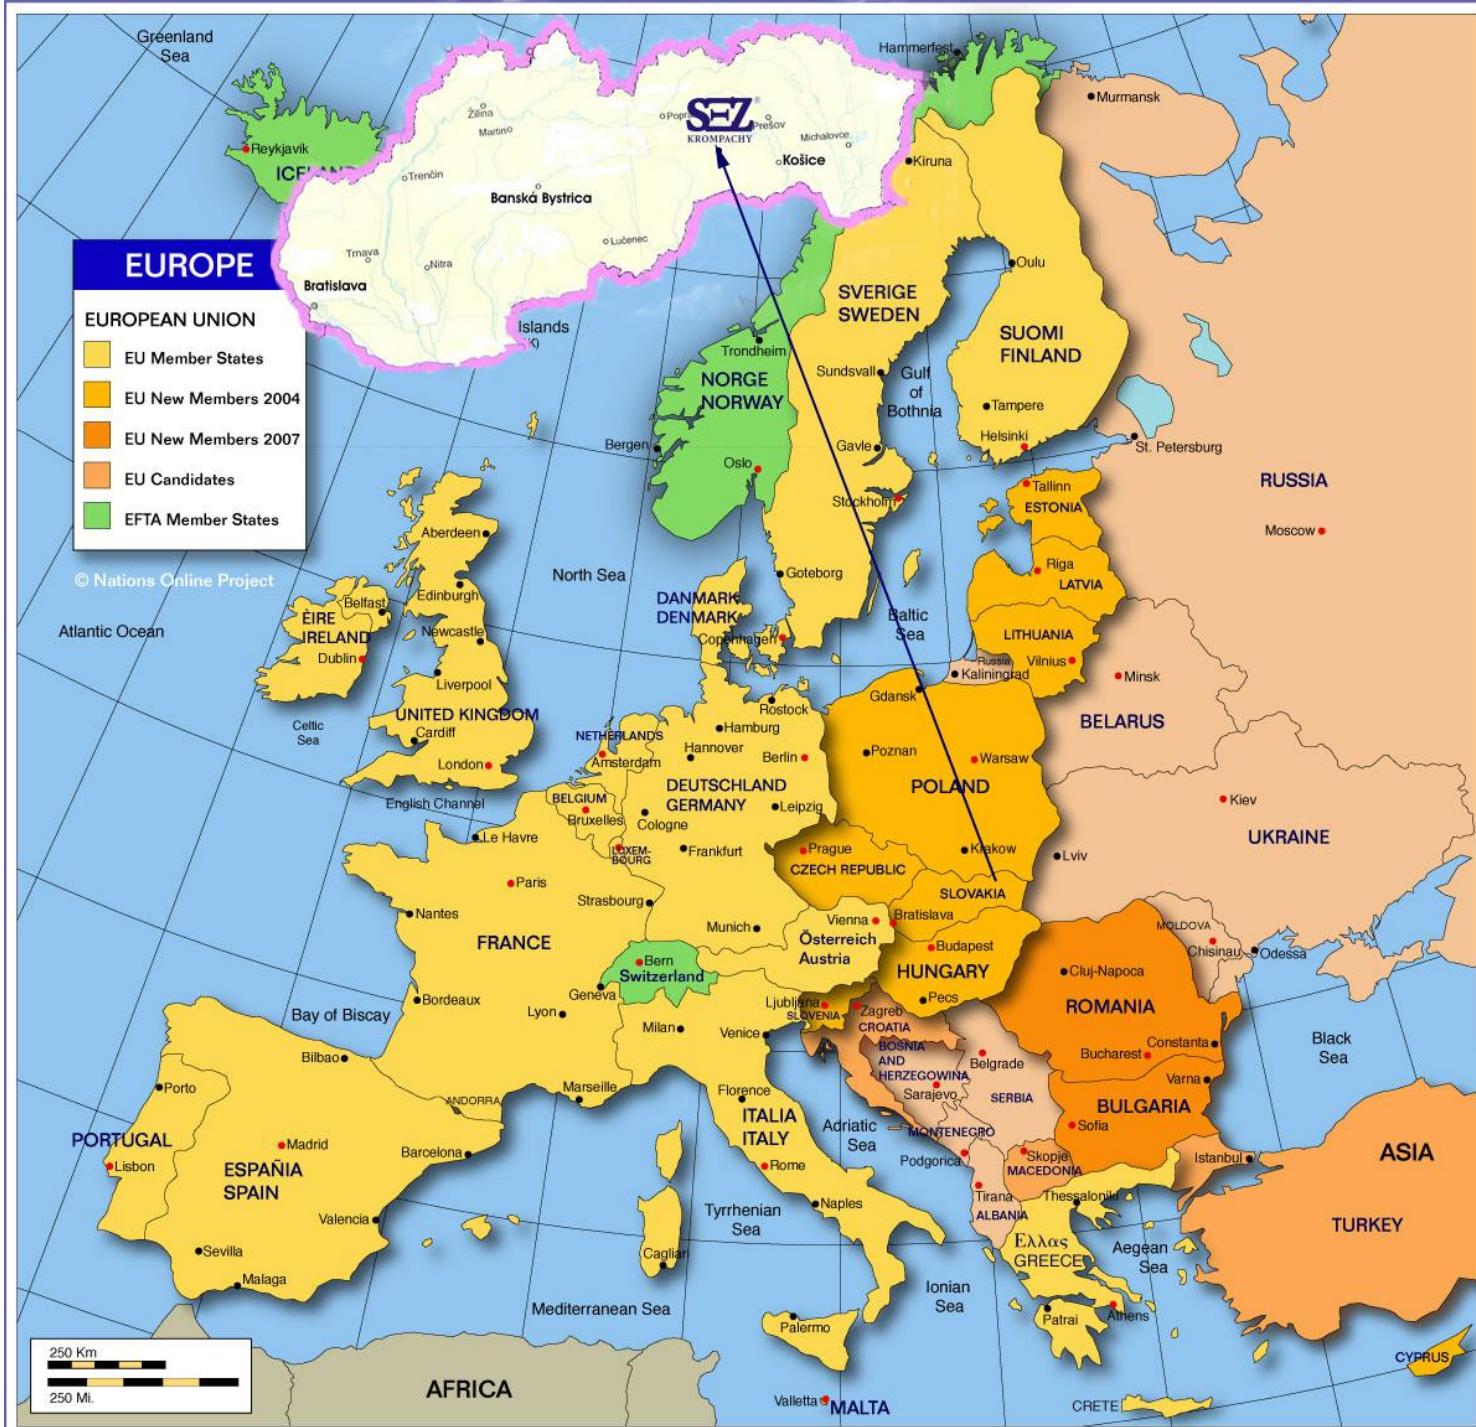 Greenland
Sea
Hammerfest
Murmansk
Reykjavik
Žilina
Martin
SEZ
®
KROMPACHY
Prešov
Michalovce
Košice
Kiruna
Trenčín
Banská Bystrica
Lučenec
Trnava
Nitra
Bratislava
EUROPE
EUROPEAN UNION
EU Member States
EU New Members 2004
EU New Members 2007
EU Candidates
EFTA Member States
© Nations Online Project
Islands
Oulu
SVERIGE
SWEDEN
SUOMI
FINLAND
Trondheim
NORGE
NORWAY
Sundsvall
Gulf
of
Bothnia
Tampere
Helsinki
St. Petersburg
Bergen
Oslo
Gavle
Stockholm
Tallinn
ESTONIA
RUSSIA
Moscow
Aberdeen
North Sea
Goteborg
Riga
LATVIA
Edinburgh
Belfast
ÈIRE
IRELAND
Dublin
Newcastle
Liverpool
Atlantic Ocean
DANMARK
DENMARK
Copenhagen
Baltic
Sea
LITHUANIA
Vilnius
Russia
Kaliningrad
Minsk
BELARUS
Gdansk
Rostock
Hamburg
UNITED KINGDOM
Cardiff
London
Celtic
Sea
NETHERLANDS
Amsterdam
Hannover
Berlin
Poznan
Warsaw
POLAND
DEUTSCHLAND
GERMANY
Leipzig
English Channel
BELGIUM
Bruxelles
Cologne
Le Havre
LUXEM-
BOURG
Frankfurt
Prague
CZECH REPUBLIC
Krakow
Lviv
Kiev
UKRAINE
Paris
Strasbourg
SLOVAKIA
Nantes
Munich
Vienna
Bratislava
FRANCE
Österreich
Austria
Budapest
HUNGARY
MOLDOVA
Chisinau
Odessa
Bern
Switzerland
Geneva
Cluj-Napoca
Bordeaux
Lyon
Ljubljana
SLOVENIA
Zagreb
CROATIA
Pecs
ROMANIA
Bay of Biscay
Milan
Venice
BOSNIA
AND
HERZEGOWINA
Sarajevo
Belgrade
SERBIA
Bucharest
Constanta
Black
Sea
Bilbao
Marseille
Florence
Varna
BULGARIA
Sofia
Porto
ANDORRA
ITALIA
ITALY
Adriatic
Sea
MONTENEGRO
Podgorica
PORTUGAL
Lisbon
Madrid
Barcelona
Rome
Skopje
MACEDONIA
Istanbul
ASIA
ESPAÑIA
SPAIN
Tirana
ALBANIA
Thessaloniki
TURKEY
Valencia
Tyrrhenian
Sea
Naples
Ελλας
GREECE
Aegean
Sea
Sevilla
Malaga
Cagliari
Ionian
Sea
Mediterranean Sea
Palermo
Patrai
Athens
250 Km
250 Mi.
AFRICA
Valletta
MALTA
CRETE
CYPRUS